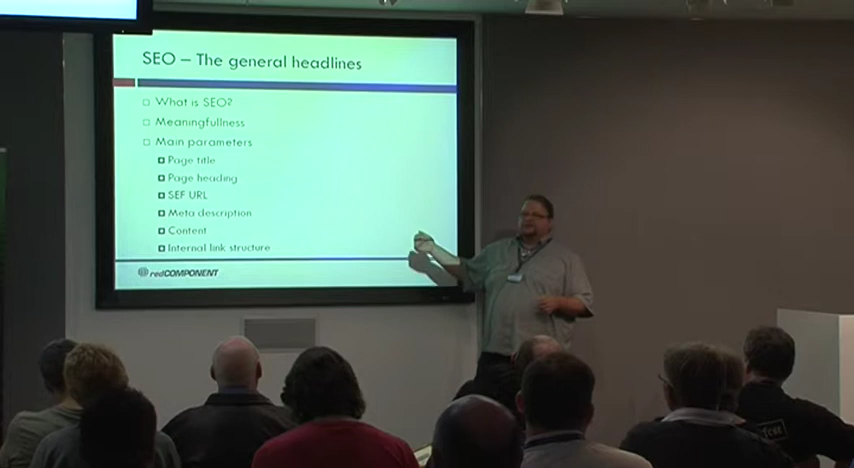 SEO – The general headlines
What is SEO?
Meaningfullness
Main parameters
Page title
Page heading
SEF URL
Meta description
Content
Internal link structure
redCOMPONENT